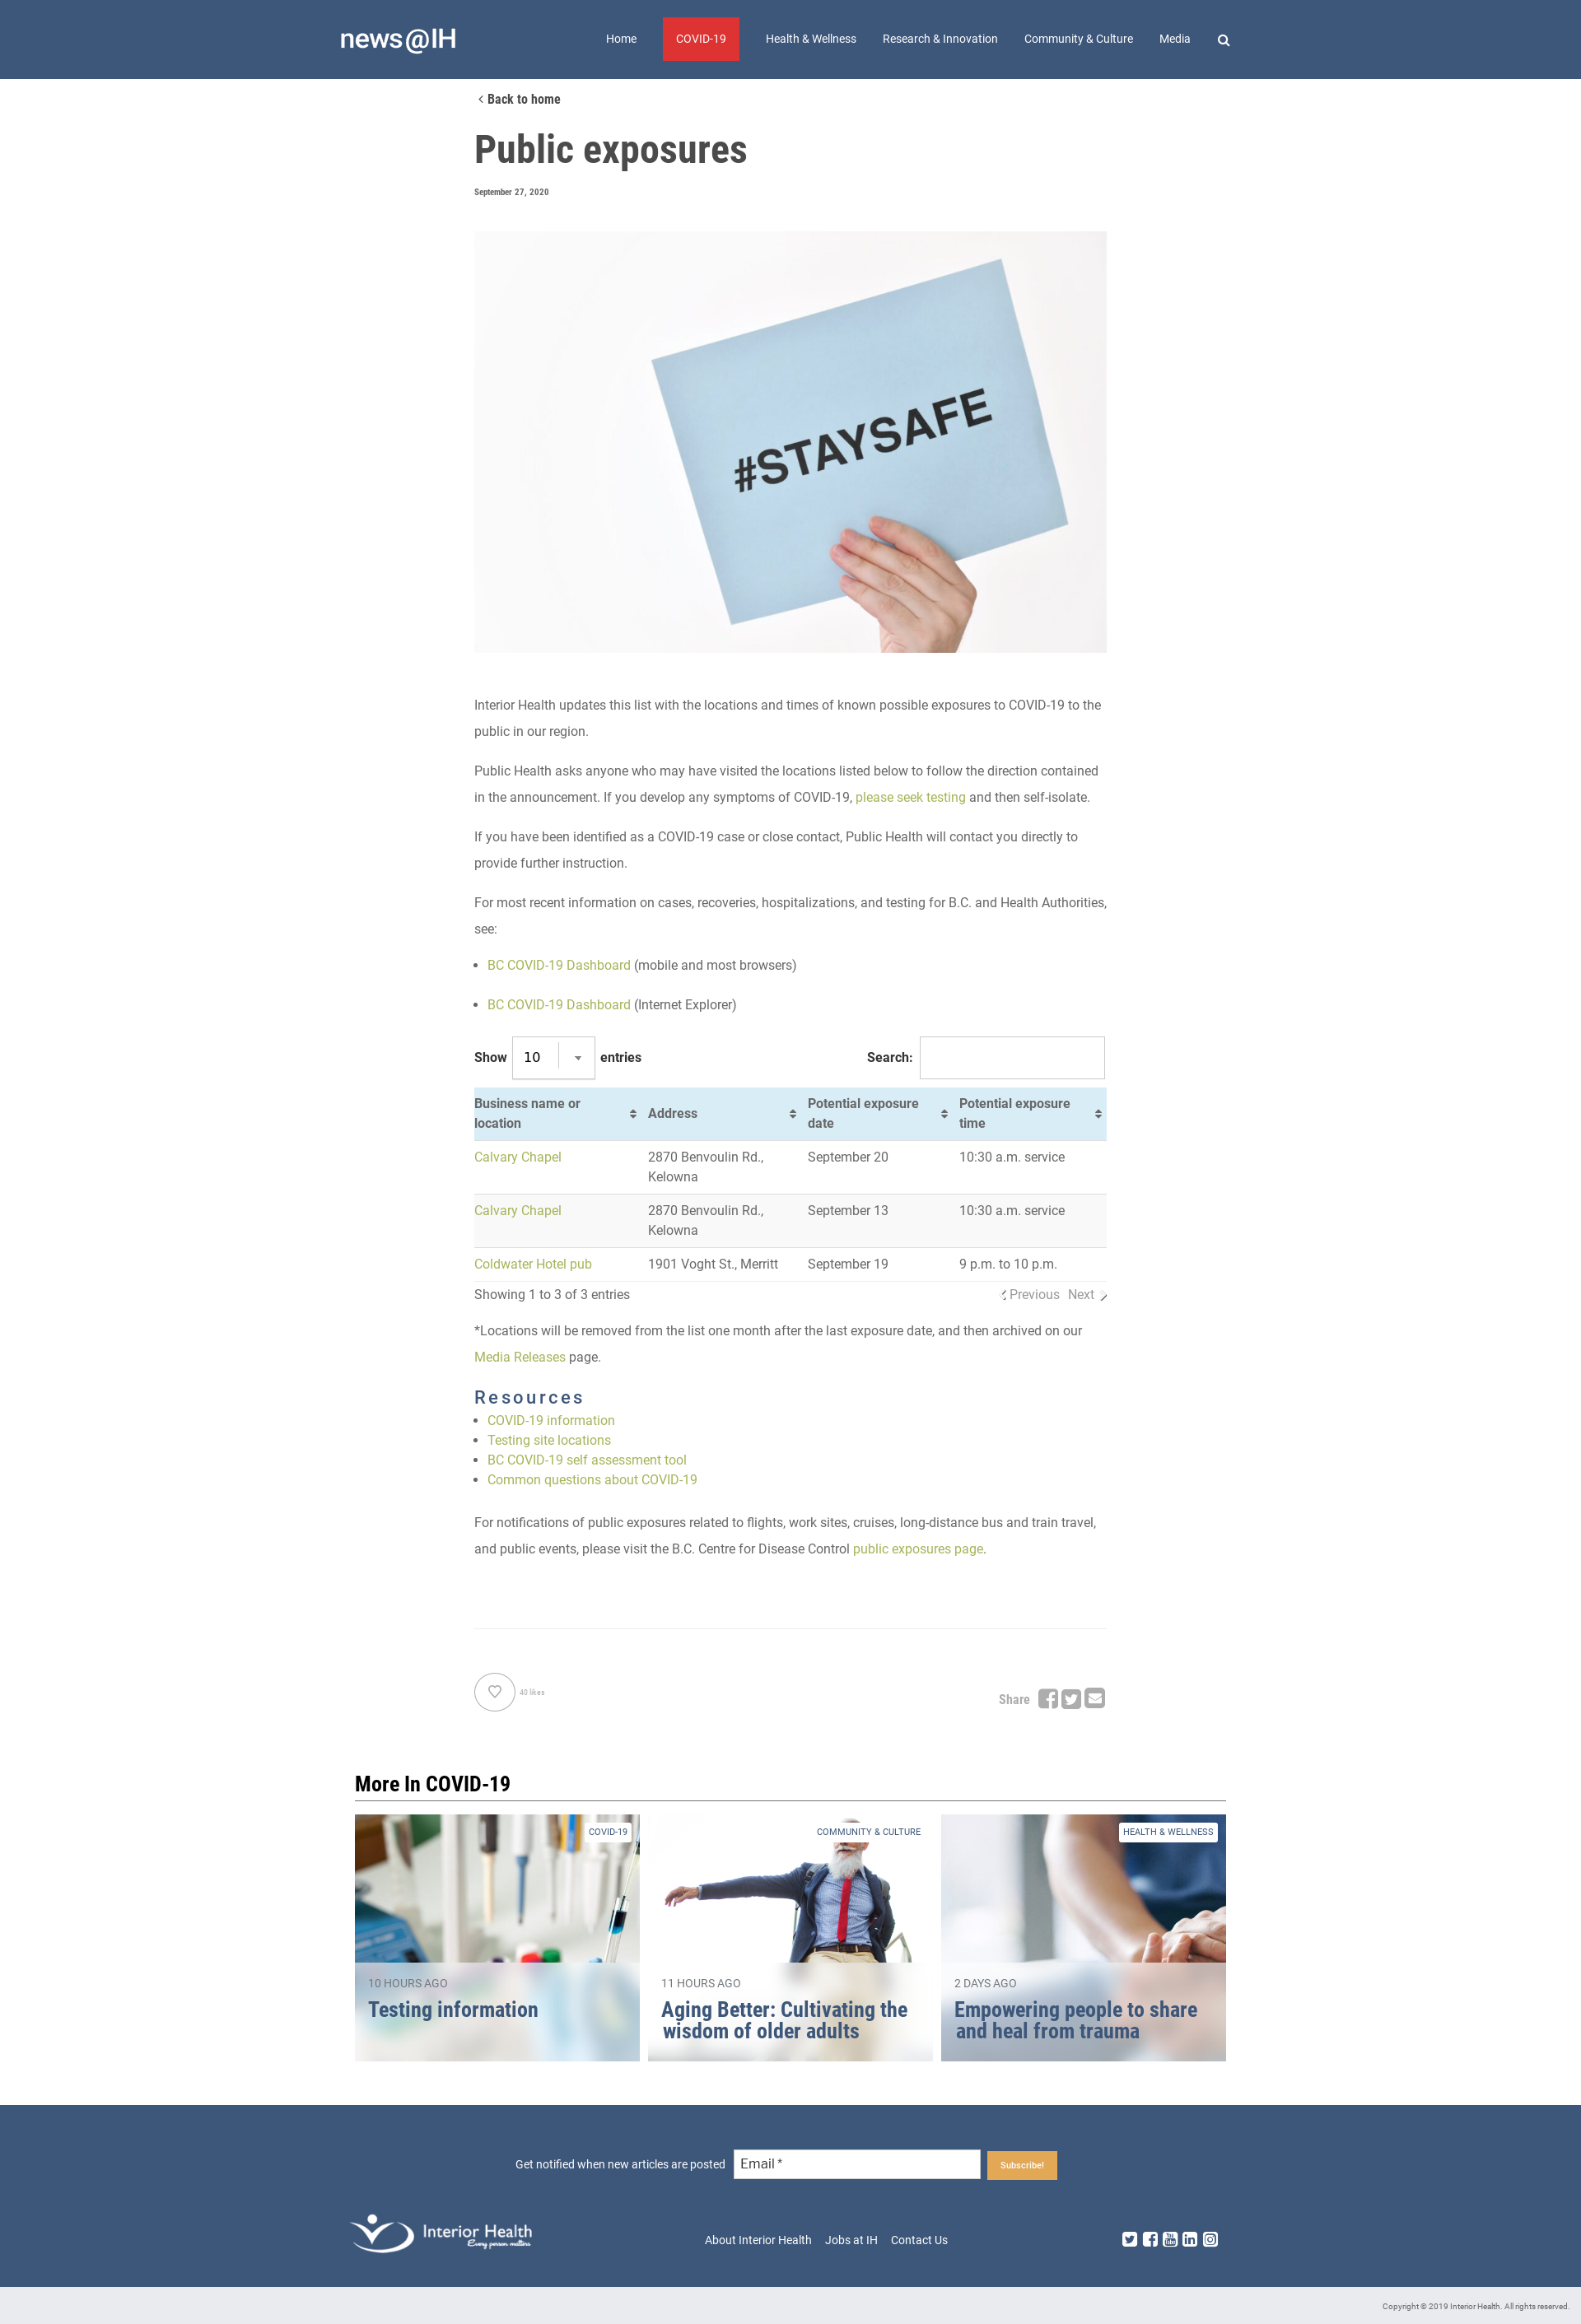 news@IH
Home COVID-19 Health & Wellness Research & Innovation Community & Culture Media
Back to home
Public exposures
September 27, 2020
#STAYSAFE
Interior Health updates this list with the locations and times of known possible exposures to COVID-19 to the
public in our region.
Public Health asks anyone who may have visited the locations listed below to follow the direction contained
in the announcement. If you develop any symptoms of COVID-19, please seek testing and then self-isolate.
If you have been identified as a COVID-19 case or close contact, Public Health will contact you directly to
provide further instruction.
For most recent information on cases, recoveries, hospitalizations, and testing for B.C. and Health Authorities,
see:
BC COVID-19 Dashboard (mobile and most browsers)
BC COVID-19 Dashboard (Internet Explorer)
Show 10 entries Search:
Business name or location Address Potential exposure date Potential exposure time
Calvary Chapel 2870 Benvoulin Rd., Kelowna September 20 10:30 a.m. service
Calvary Chapel 2870 Benvoulin Rd., Kelowna September 13 10:30 a.m. service
Coldwater Hotel pub 1901 Voght St., Merritt September 19 9 p.m. to 10 p.m.
Showing 1 to 3 of 3 entries Previous Next
*Locations will be removed from the list one month after the last exposure date, and then archived on our
Media Releases page.
Resources
COVID-19 information
Testing site locations
BC COVID-19 self assessment tool
Common questions about COVID-19
For notifications of public exposures related to flights, work sites, cruises, long-distance bus and train travel,
and public events, please visit the B.C. Centre for Disease Control public exposures page.
40 likes
Share
More In COVID-19
COVID-19
10 HOURS AGO
Testing information
COMMUNITY & CULTURE
11 HOURS AGO
Aging Better: Cultivating the
wisdom of older adults
HEALTH & WELLNESS
2 DAYS AGO
Empowering people to share
and heal from trauma
Get notified when new articles are posted Email * Subscribe!
Interior Health
Every person matters
About Interior Health Jobs at IH Contact Us
Copyright © 2019 Interior Health. All rights reserved.